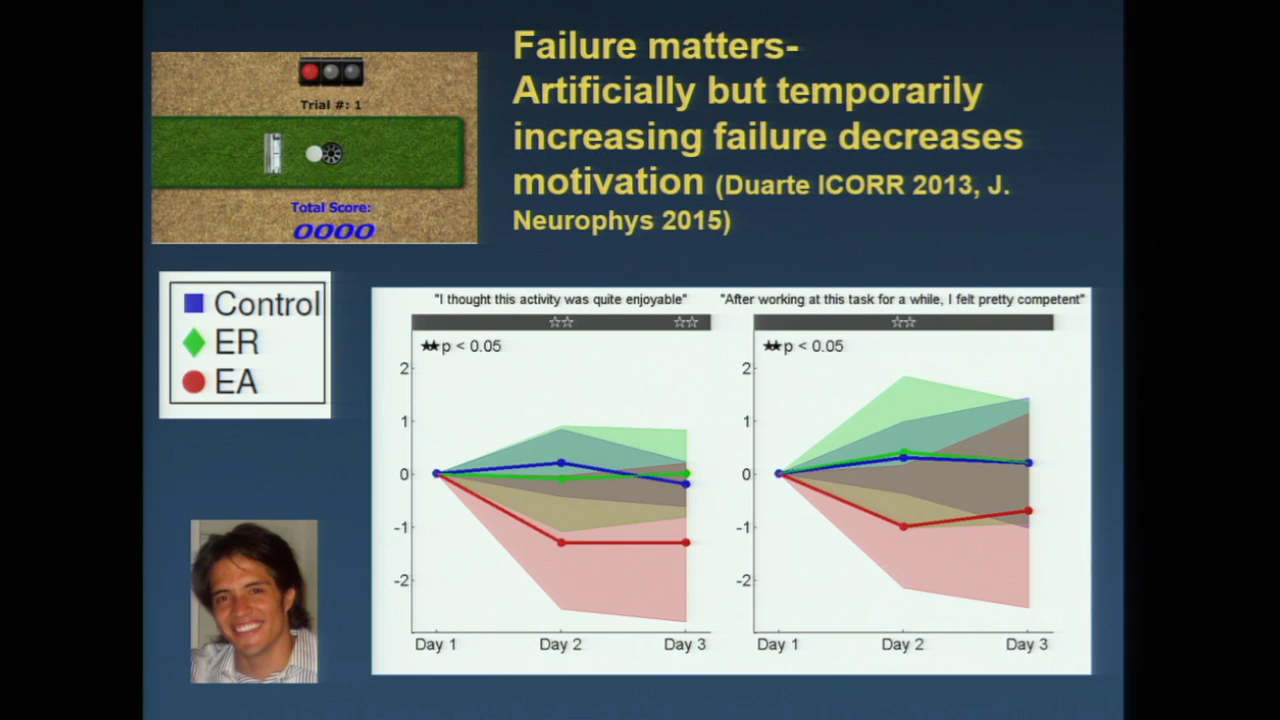 Failure matters-
Artificially but temporarily
increasing failure decreases
motivation (Duarte ICORR 2013, J.
Neurophys 2015)
Trial #: 1
Total Score:
0000
Control
ER
EA
"I thought this activity was quite enjoyable"
☆☆
☆☆
★★p < 0.05
2
1
0
-1
-2
Day 1
Day 2
Day 3
"After working at this task for a while, I felt pretty competent"
☆☆
★★p < 0.05
2
1
0
-1
-2
Day 1
Day 2
Day 3